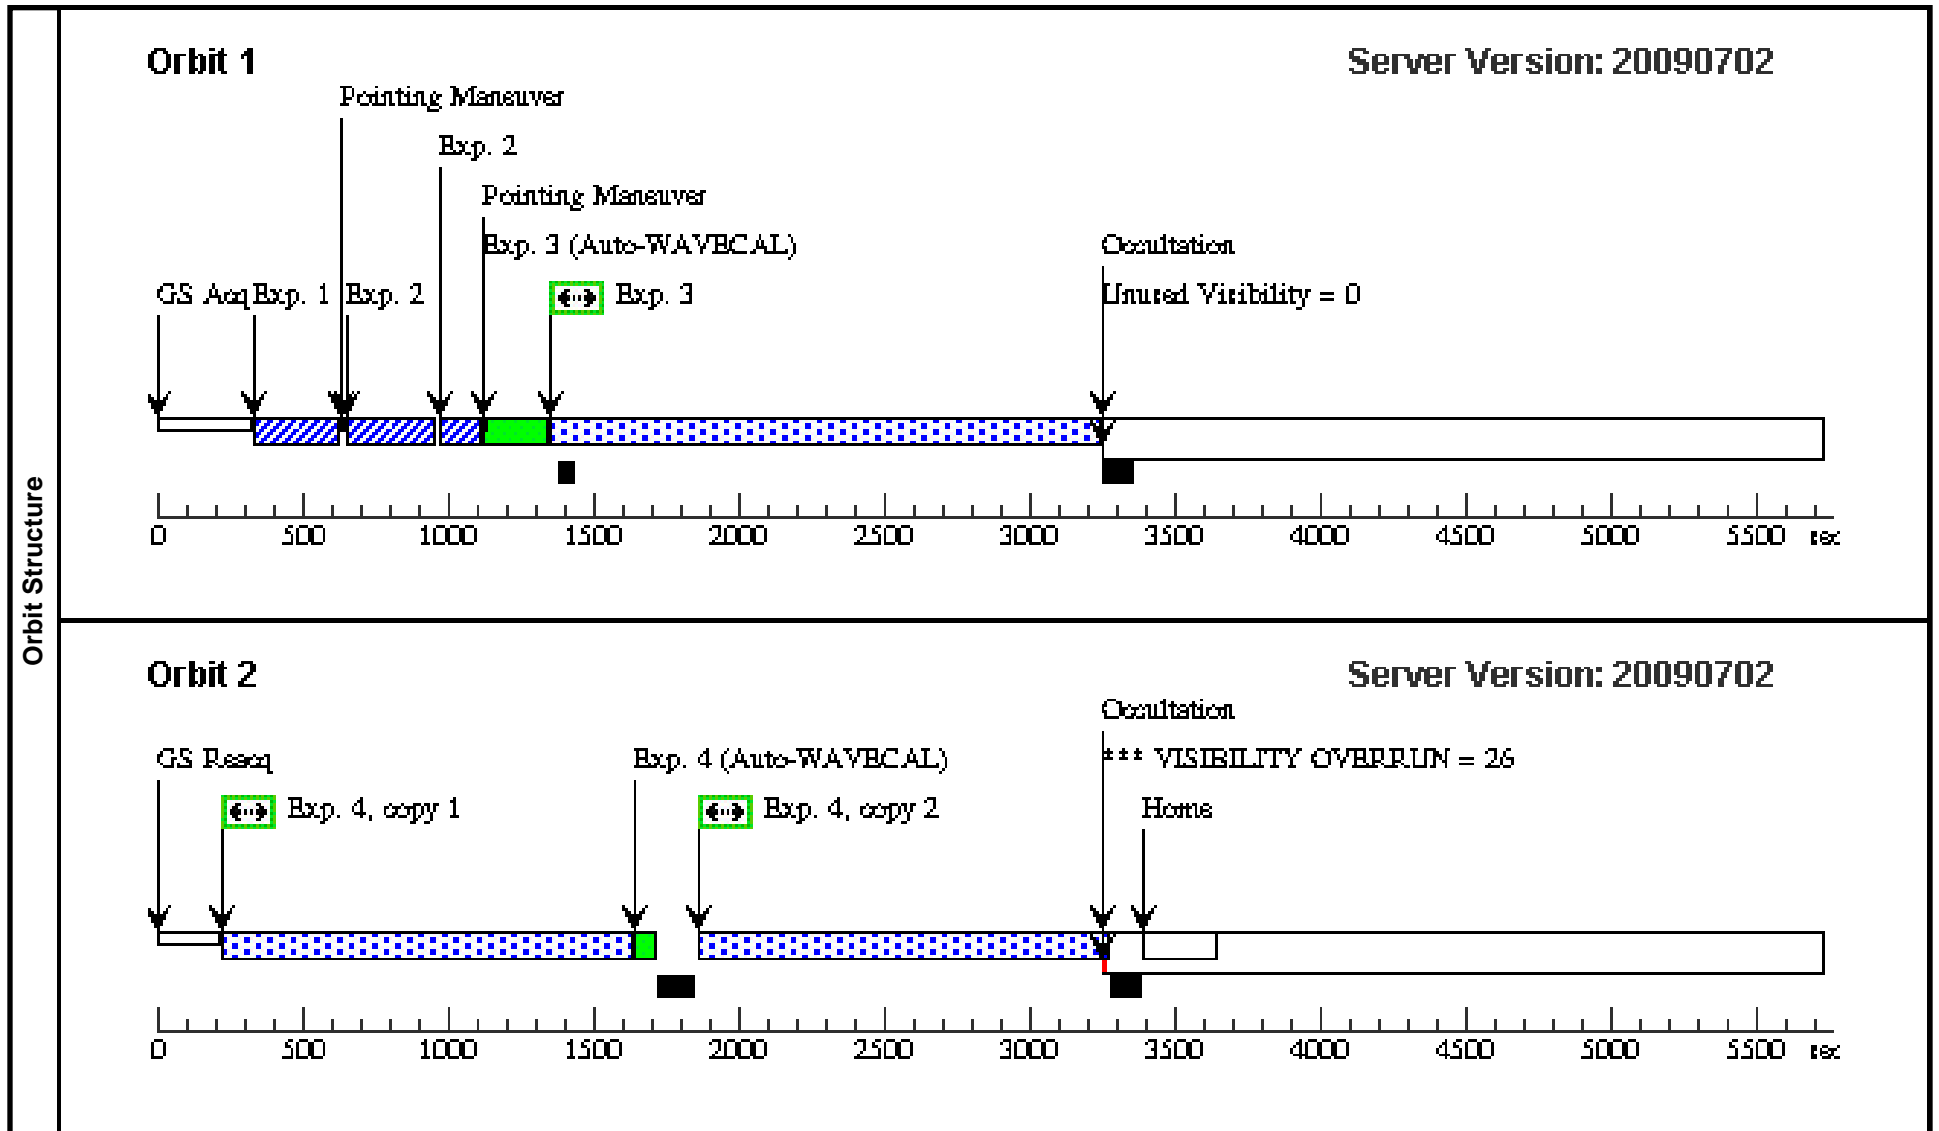 Orbit Structure
Orbit 1
Server Version: 20090702
Pointing Maneuver
Exp. 2
Pointing Maneuver
Exp. 3 (Auto-WAVECAL)
Occultation
GS Acq
Exp. 1
Exp. 2
Exp. 3
Unused Visibility = 0
0 500 1000 1500 2000 2500 3000 3500 4000 4500 5000 5500 sec
Orbit 2
Server Version: 20090702
Occultation
GS Reacq
Exp. 4 (Auto-WAVECAL)
*** VISIBILITY OVERRUN = 26
Exp. 4, copy 1
Exp. 4, copy 2
Home
0 500 1000 1500 2000 2500 3000 3500 4000 4500 5000 5500 sec